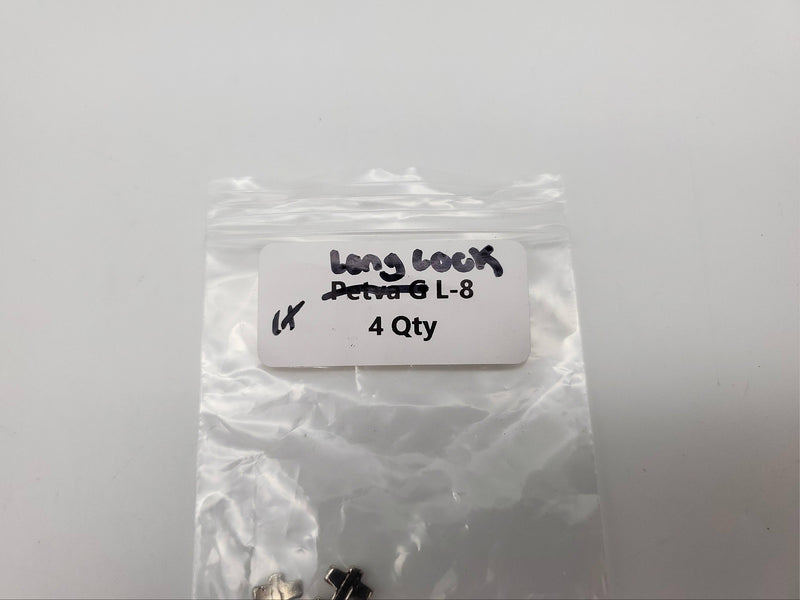 Long Lock
Petva G L-8
1X
4 Qty